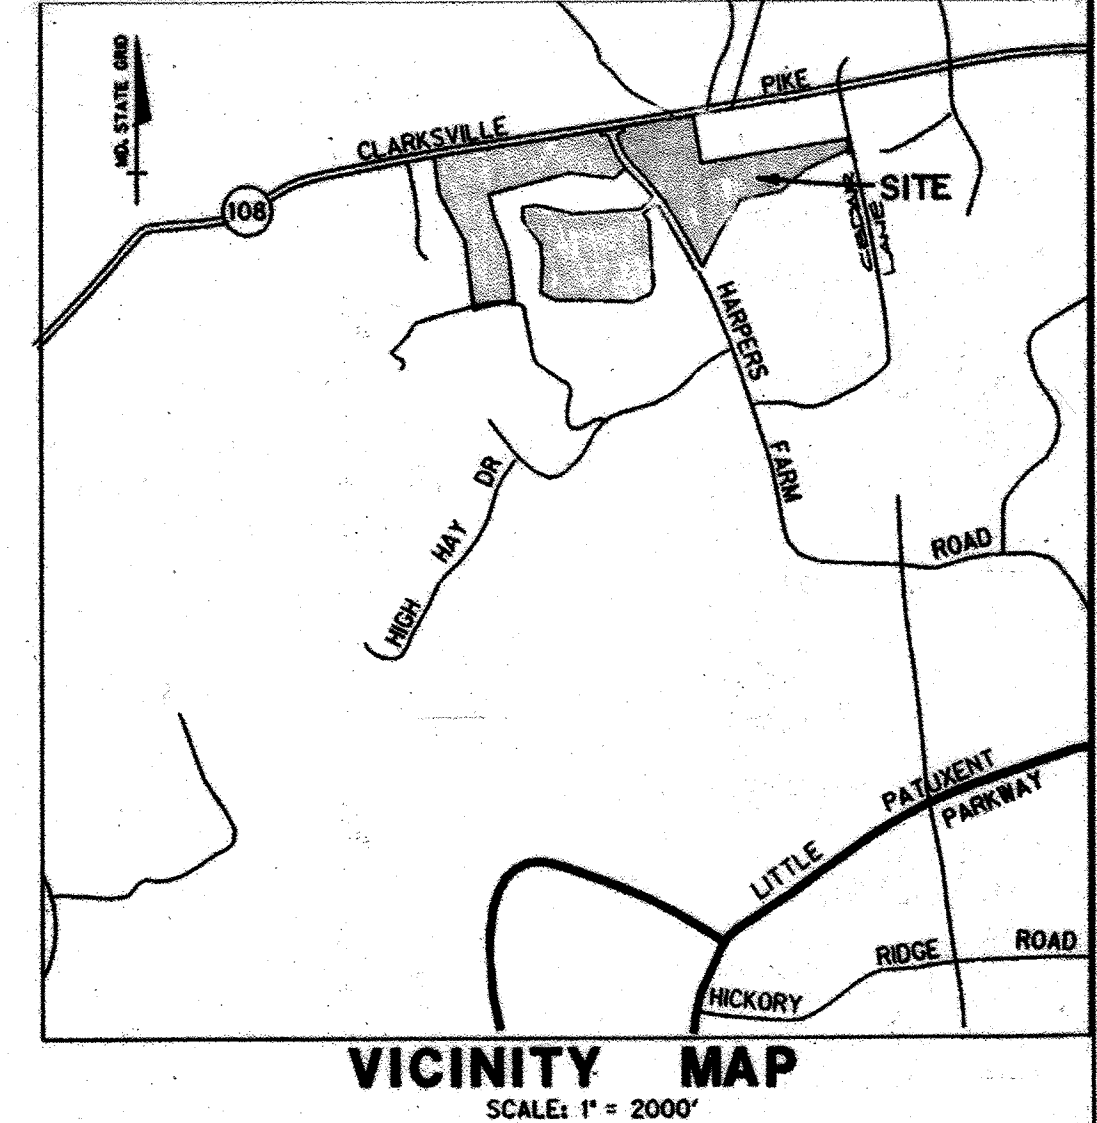 MD. STATE GRID
PIKE
CLARKSVILLE
108
SITE
CEDAR
LANE
HARPERS
FARM
ROAD
DR
HAY
HIGH
PATUXENT
PARKWAY
LITTLE
RIDGE ROAD
HICKORY
VICINITY MAP
SCALE: 1" = 2000'